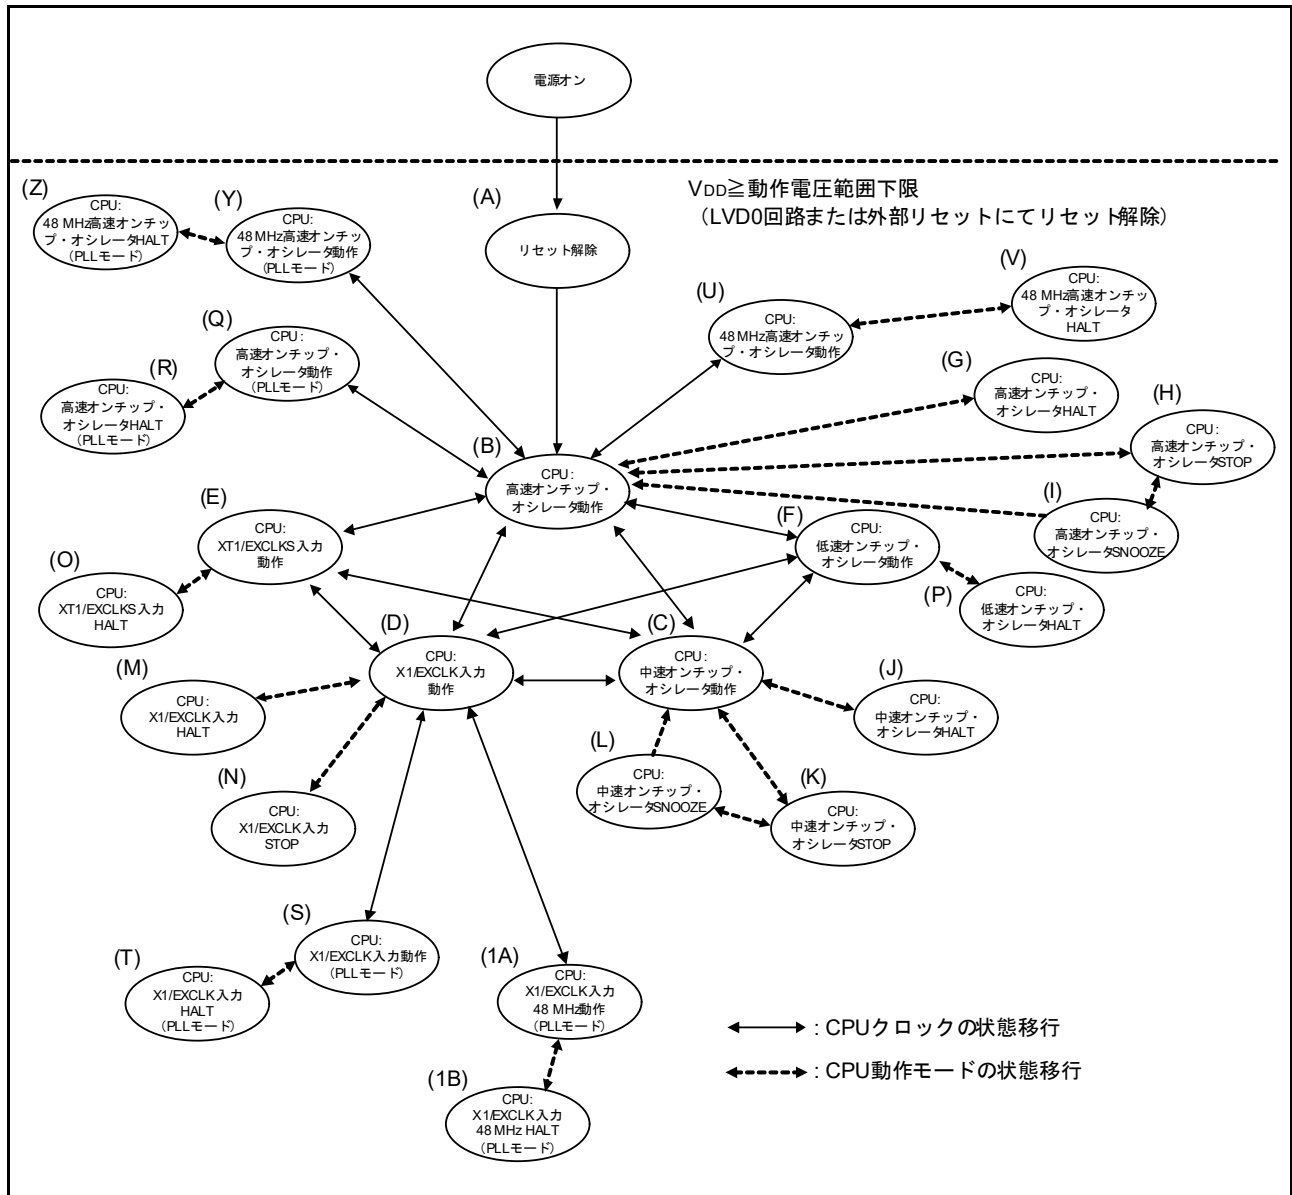 電源オン
VDD≧動作電圧範囲下限
（LVD0回路または外部リセットにてリセット解除）
(Z)
CPU:
48 MHz高速オンチッ
プ・オシレータHALT
(PLLモード)
(Y)
CPU:
48 MHz高速オンチッ
プ・オシレータ動作
(PLLモード)
(A)
リセット解除
(U)
CPU:
48 MHz高速オンチッ
プ・オシレータ動作
(V)
CPU:
48 MHz高速オンチッ
プ・オシレータ
HALT
(Q)
CPU:
高速オンチップ・
オシレータ動作
(PLLモード)
(R)
CPU:
高速オンチップ・
オシレータHALT
(PLLモード)
(G)
CPU:
高速オンチップ・
オシレータHALT
(H)
CPU:
高速オンチップ・
オシレータSTOP
(B)
CPU:
高速オンチップ・
オシレータ動作
(I)
CPU:
高速オンチップ・
オシレータSNOOZE
(E)
CPU:
XT1/EXCLKS入力
動作
(F)
CPU:
低速オンチップ・
オシレータ動作
(O)
CPU:
XT1/EXCLKS入力
HALT
(P)
CPU:
低速オンチップ・
オシレータHALT
(D)
CPU:
X1/EXCLK入力
動作
(C)
CPU:
中速オンチップ・
オシレータ動作
(M)
CPU:
X1/EXCLK入力
HALT
(J)
CPU:
中速オンチップ・
オシレータHALT
(N)
CPU:
X1/EXCLK入力
STOP
(L)
CPU:
中速オンチップ・
オシレータSNOOZE
(K)
CPU:
中速オンチップ・
オシレータSTOP
(S)
CPU:
X1/EXCLK入力動作
(PLLモード)
(T)
CPU:
X1/EXCLK入力
HALT
(PLLモード)
(1A)
CPU:
X1/EXCLK入力
48 MHz動作
(PLLモード)
(1B)
CPU:
X1/EXCLK入力
48 MHz HALT
(PLLモード)
: CPUクロックの状態移行
: CPU動作モードの状態移行